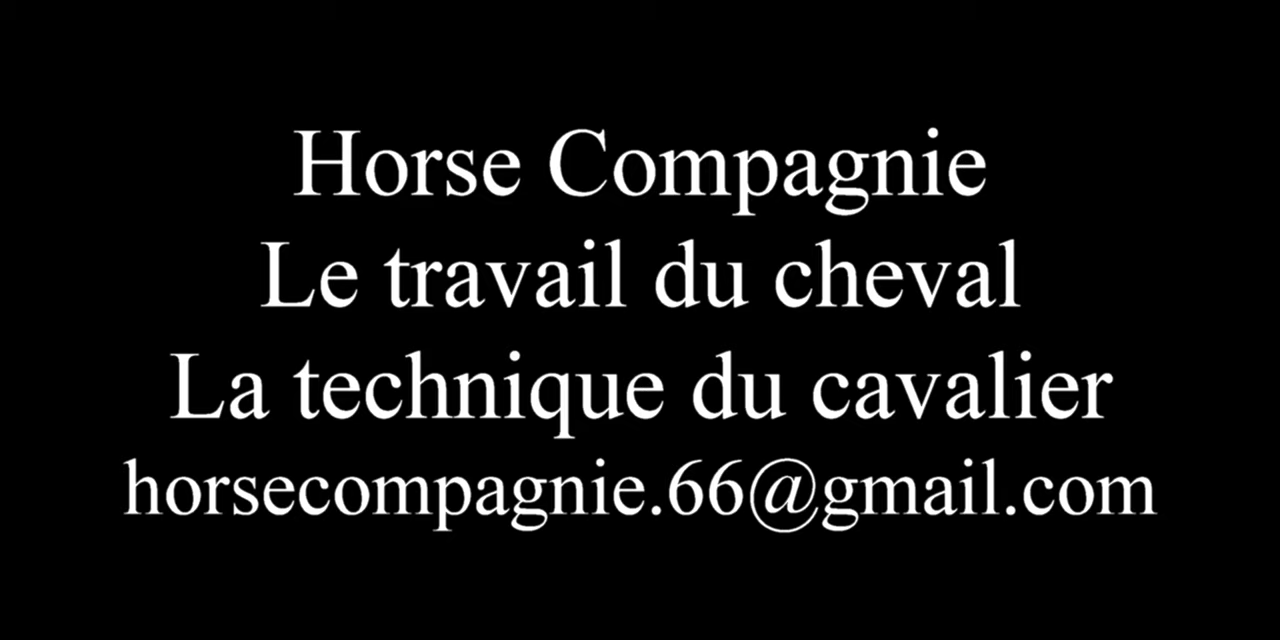 Horse Compagnie
Le travail du cheval
La technique du cavalier
horsecompagnie.66@gmail.com